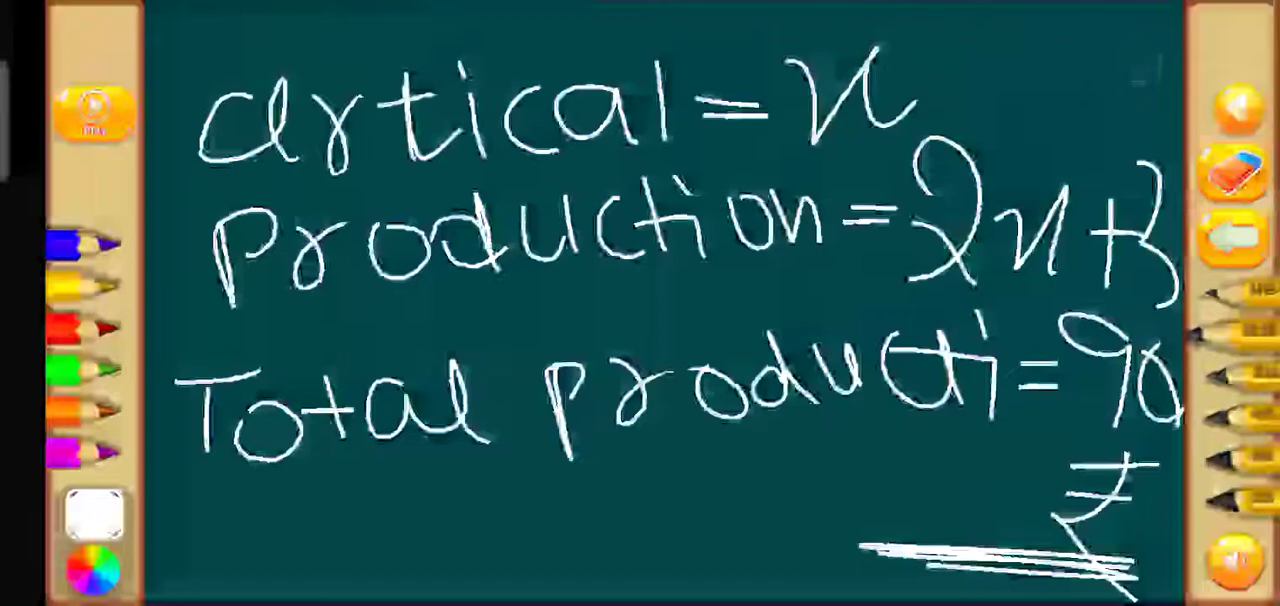 artical = x
production = 2x+3
Total producti = 90
₹